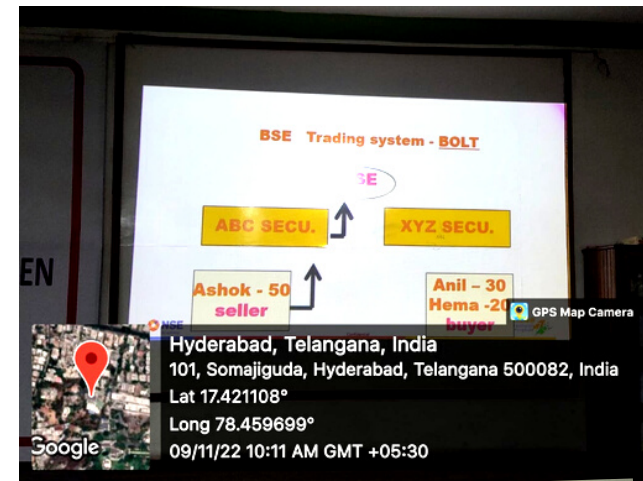 BSE Trading system - BOLT
SE
ABC SECU.
XYZ SECU.
Ashok - 50
seller
Anil – 30
Hema -20
buyer
EN
NSE
GPS Map Camera
Hyderabad, Telangana, India
101, Somajiguda, Hyderabad, Telangana 500082, India
Lat 17.421108°
Long 78.459699°
09/11/22 10:11 AM GMT +05:30
Google